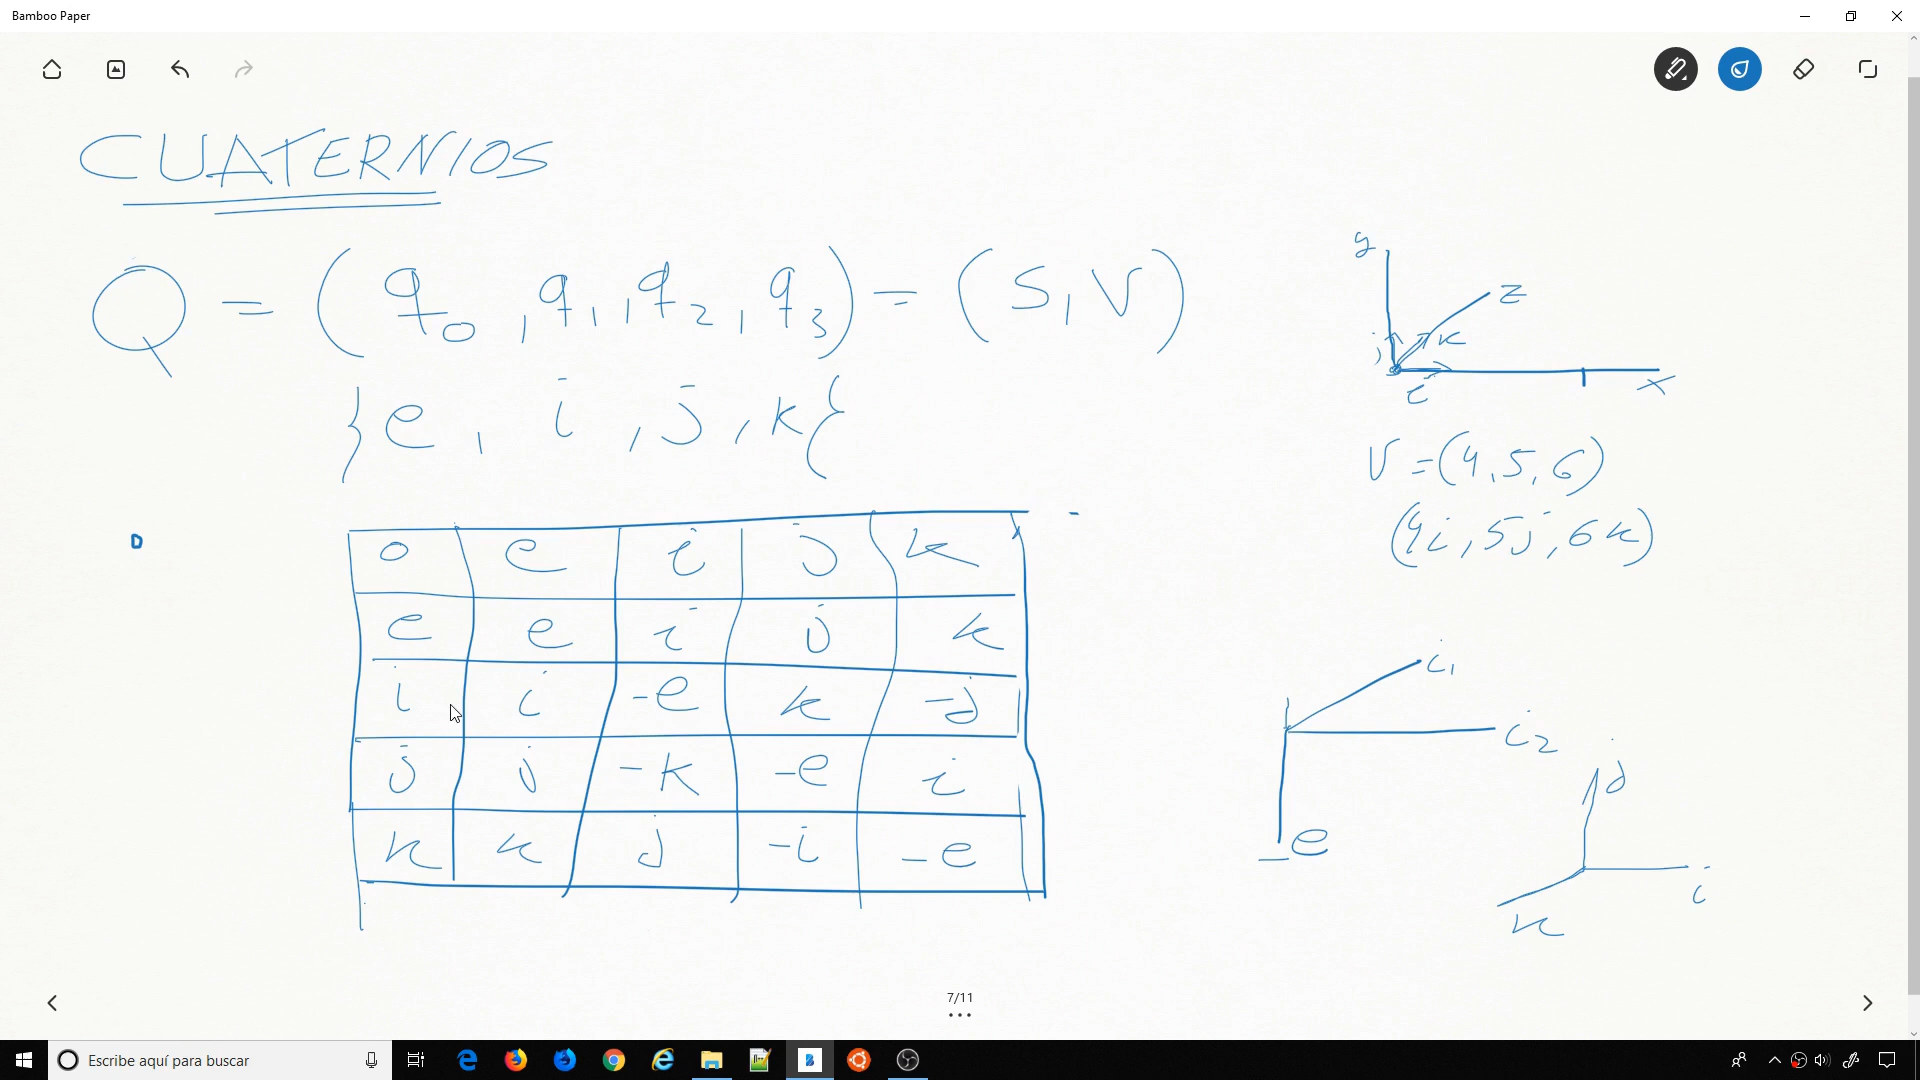 Bamboo Paper
CUATERNIOS
Q = (q0, q1, q2, q3) = (S, V)
{e, i, j, k}
o e i j k
e e i j k
i i -e k -j
j j -k -e i
k k j -i -e
y
z
j k
i
x
V = (4, 5, 6)
(4i, 5j, 6k)
i1
i2
-e
j
i
k
7/11
Escribe aquí para buscar